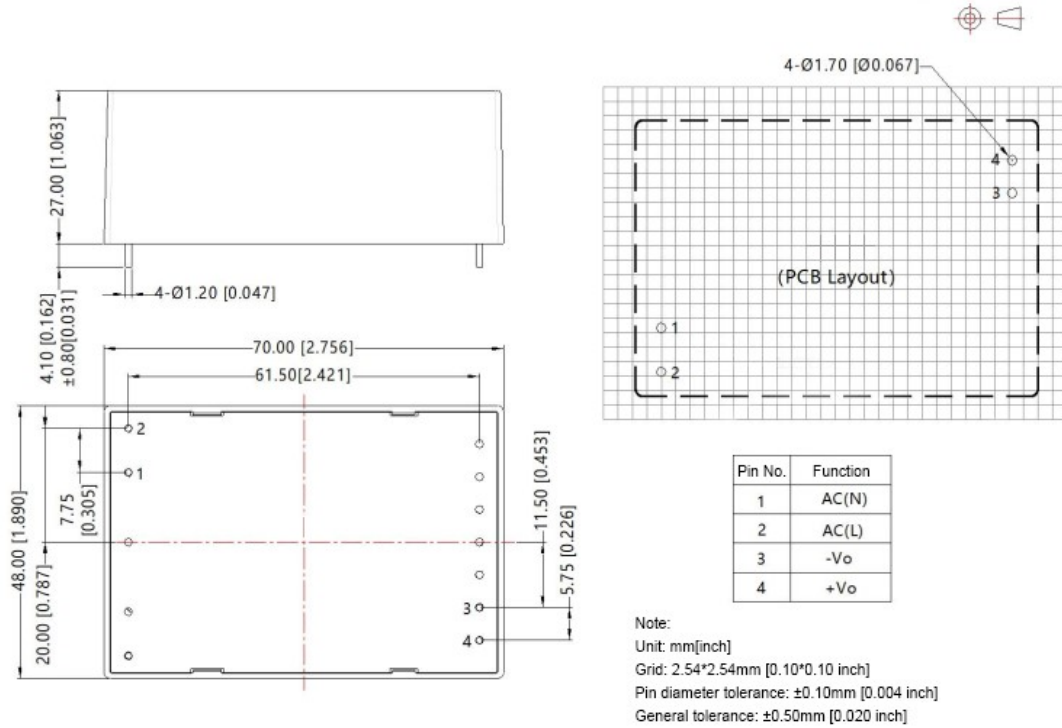 4-Ø1.70 [Ø0.067]
27.00 [1.063]
4
3
(PCB Layout)
4-Ø1.20 [0.047]
4.10 [0.162]
±0.80[0.031]
1
2
70.00 [2.756]
61.50[2.421]
2
1
7.75
[0.305]
48.00 [1.890]
20.00 [0.787]
11.50 [0.453]
5.75 [0.226]
3
4
Pin No. Function
1 AC(N)
2 AC(L)
3 -Vo
4 +Vo
Note:
Unit: mm[inch]
Grid: 2.54*2.54mm [0.10*0.10 inch]
Pin diameter tolerance: ±0.10mm [0.004 inch]
General tolerance: ±0.50mm [0.020 inch]